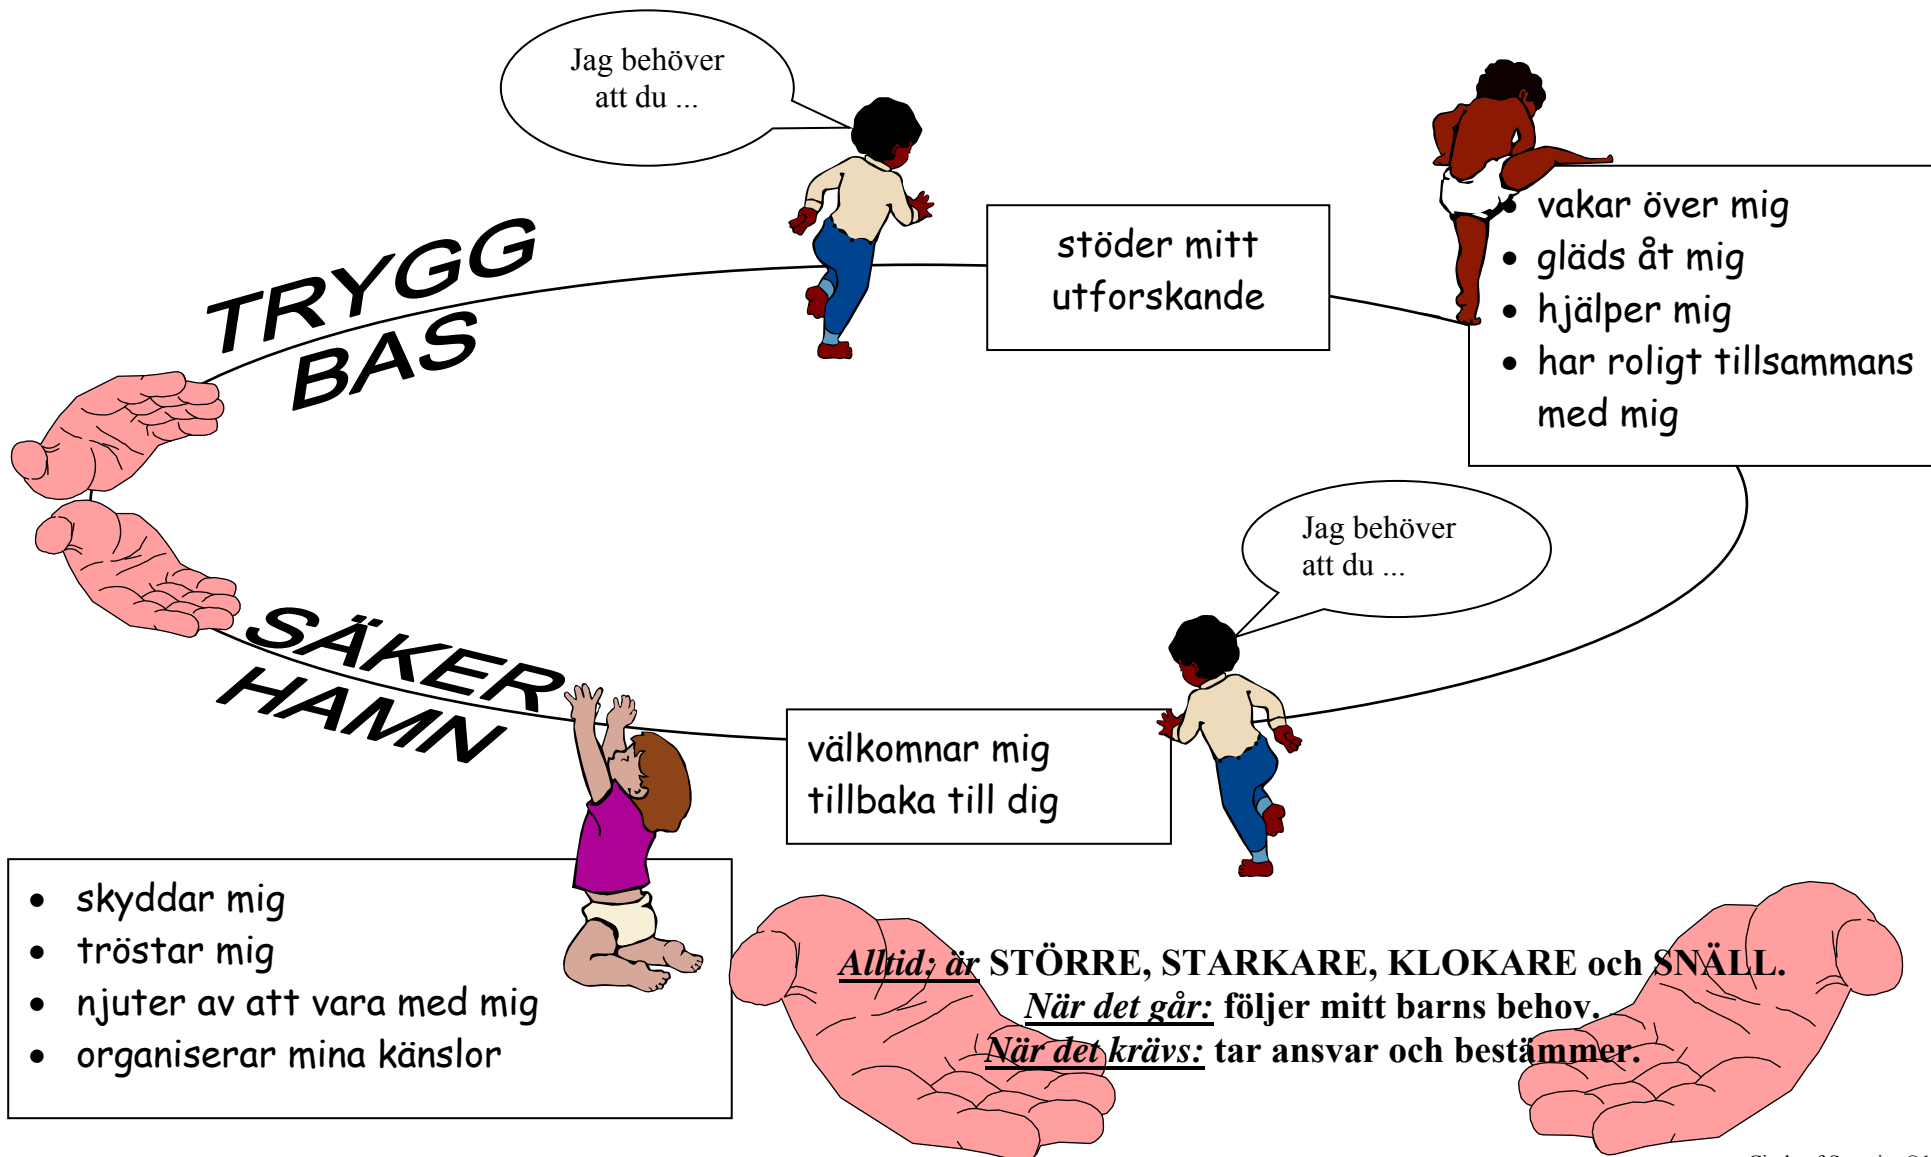 Jag behöver
att du ...
TRYGG
BAS
stöder mitt
utforskande
• vakar över mig
• gläds åt mig
• hjälper mig
• har roligt tillsammans
med mig
Jag behöver
att du ...
SÄKER
HAMN
välkomnar mig
tillbaka till dig
• skyddar mig
• tröstar mig
• njuter av att vara med mig
• organiserar mina känslor
Alltid: är STÖRRE, STARKARE, KLOKARE och SNÄLL.
När det går: följer mitt barns behov.
När det krävs: tar ansvar och bestämmer.